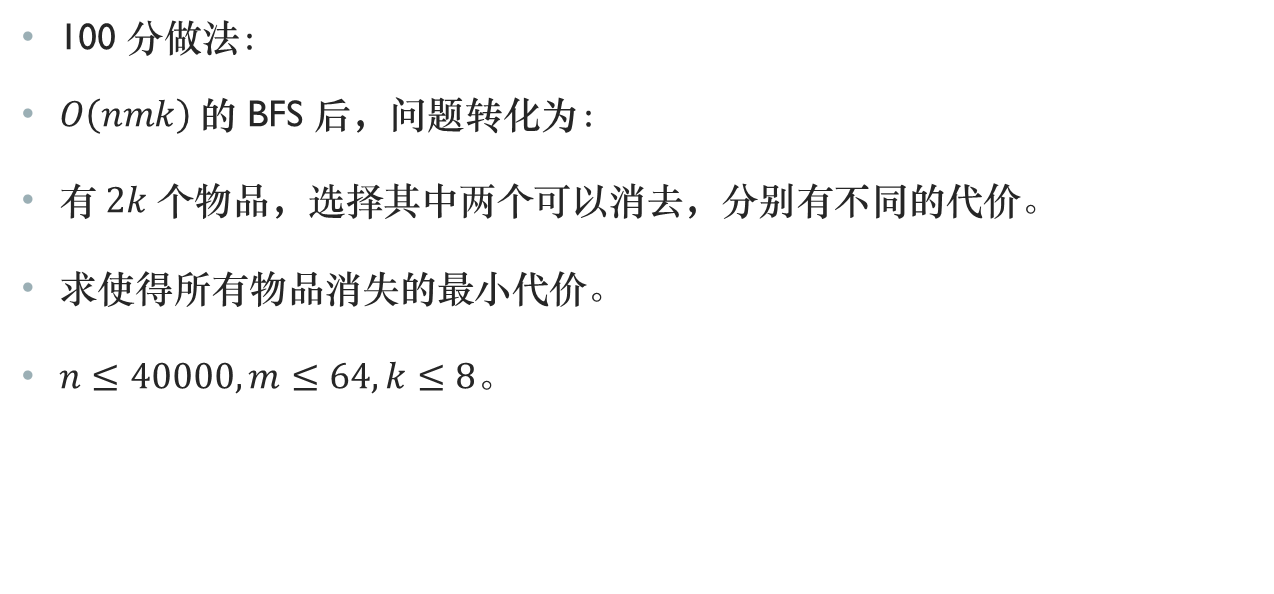 • 100 分做法：
• O(nmk) 的 BFS 后，问题转化为：
• 有 2k 个物品，选择其中两个可以消去，分别有不同的代价。
• 求使得所有物品消失的最小代价。
• n ≤ 40000, m ≤ 64, k ≤ 8。